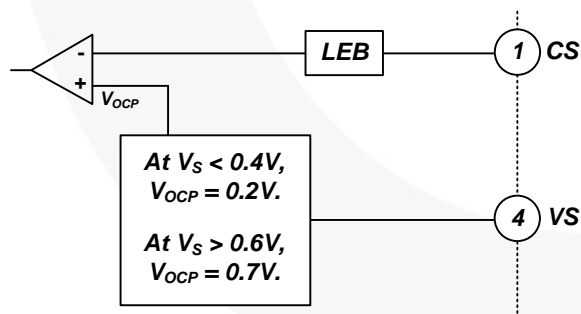 - LEB 1 CS
+
VOCP
At VS < 0.4V,
VOCP = 0.2V.
At VS > 0.6V,
VOCP = 0.7V.
4 VS